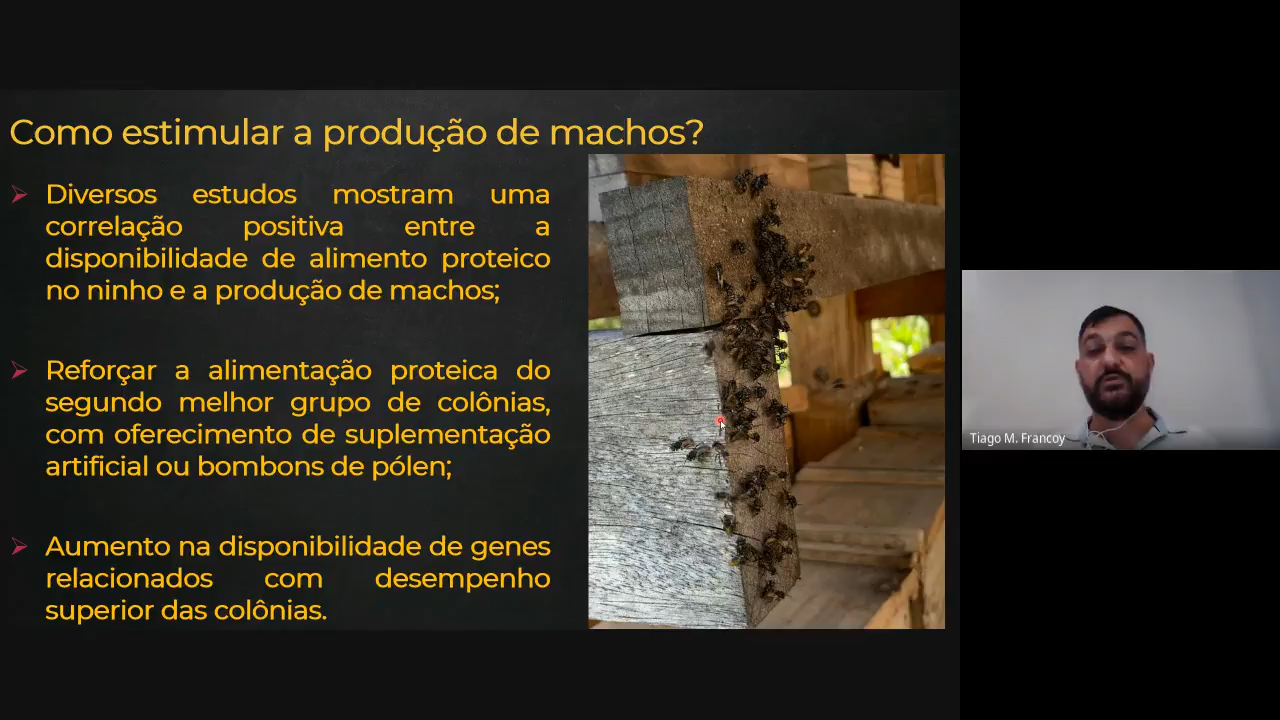 Como estimular a produção de machos?
Diversos estudos mostram uma
correlação positiva entre a
disponibilidade de alimento proteico
no ninho e a produção de machos;
Reforçar a alimentação proteica do
segundo melhor grupo de colônias,
com oferecimento de suplementação
artificial ou bombons de pólen;
Aumento na disponibilidade de genes
relacionados com desempenho
superior das colônias.
Tiago M. Francoy